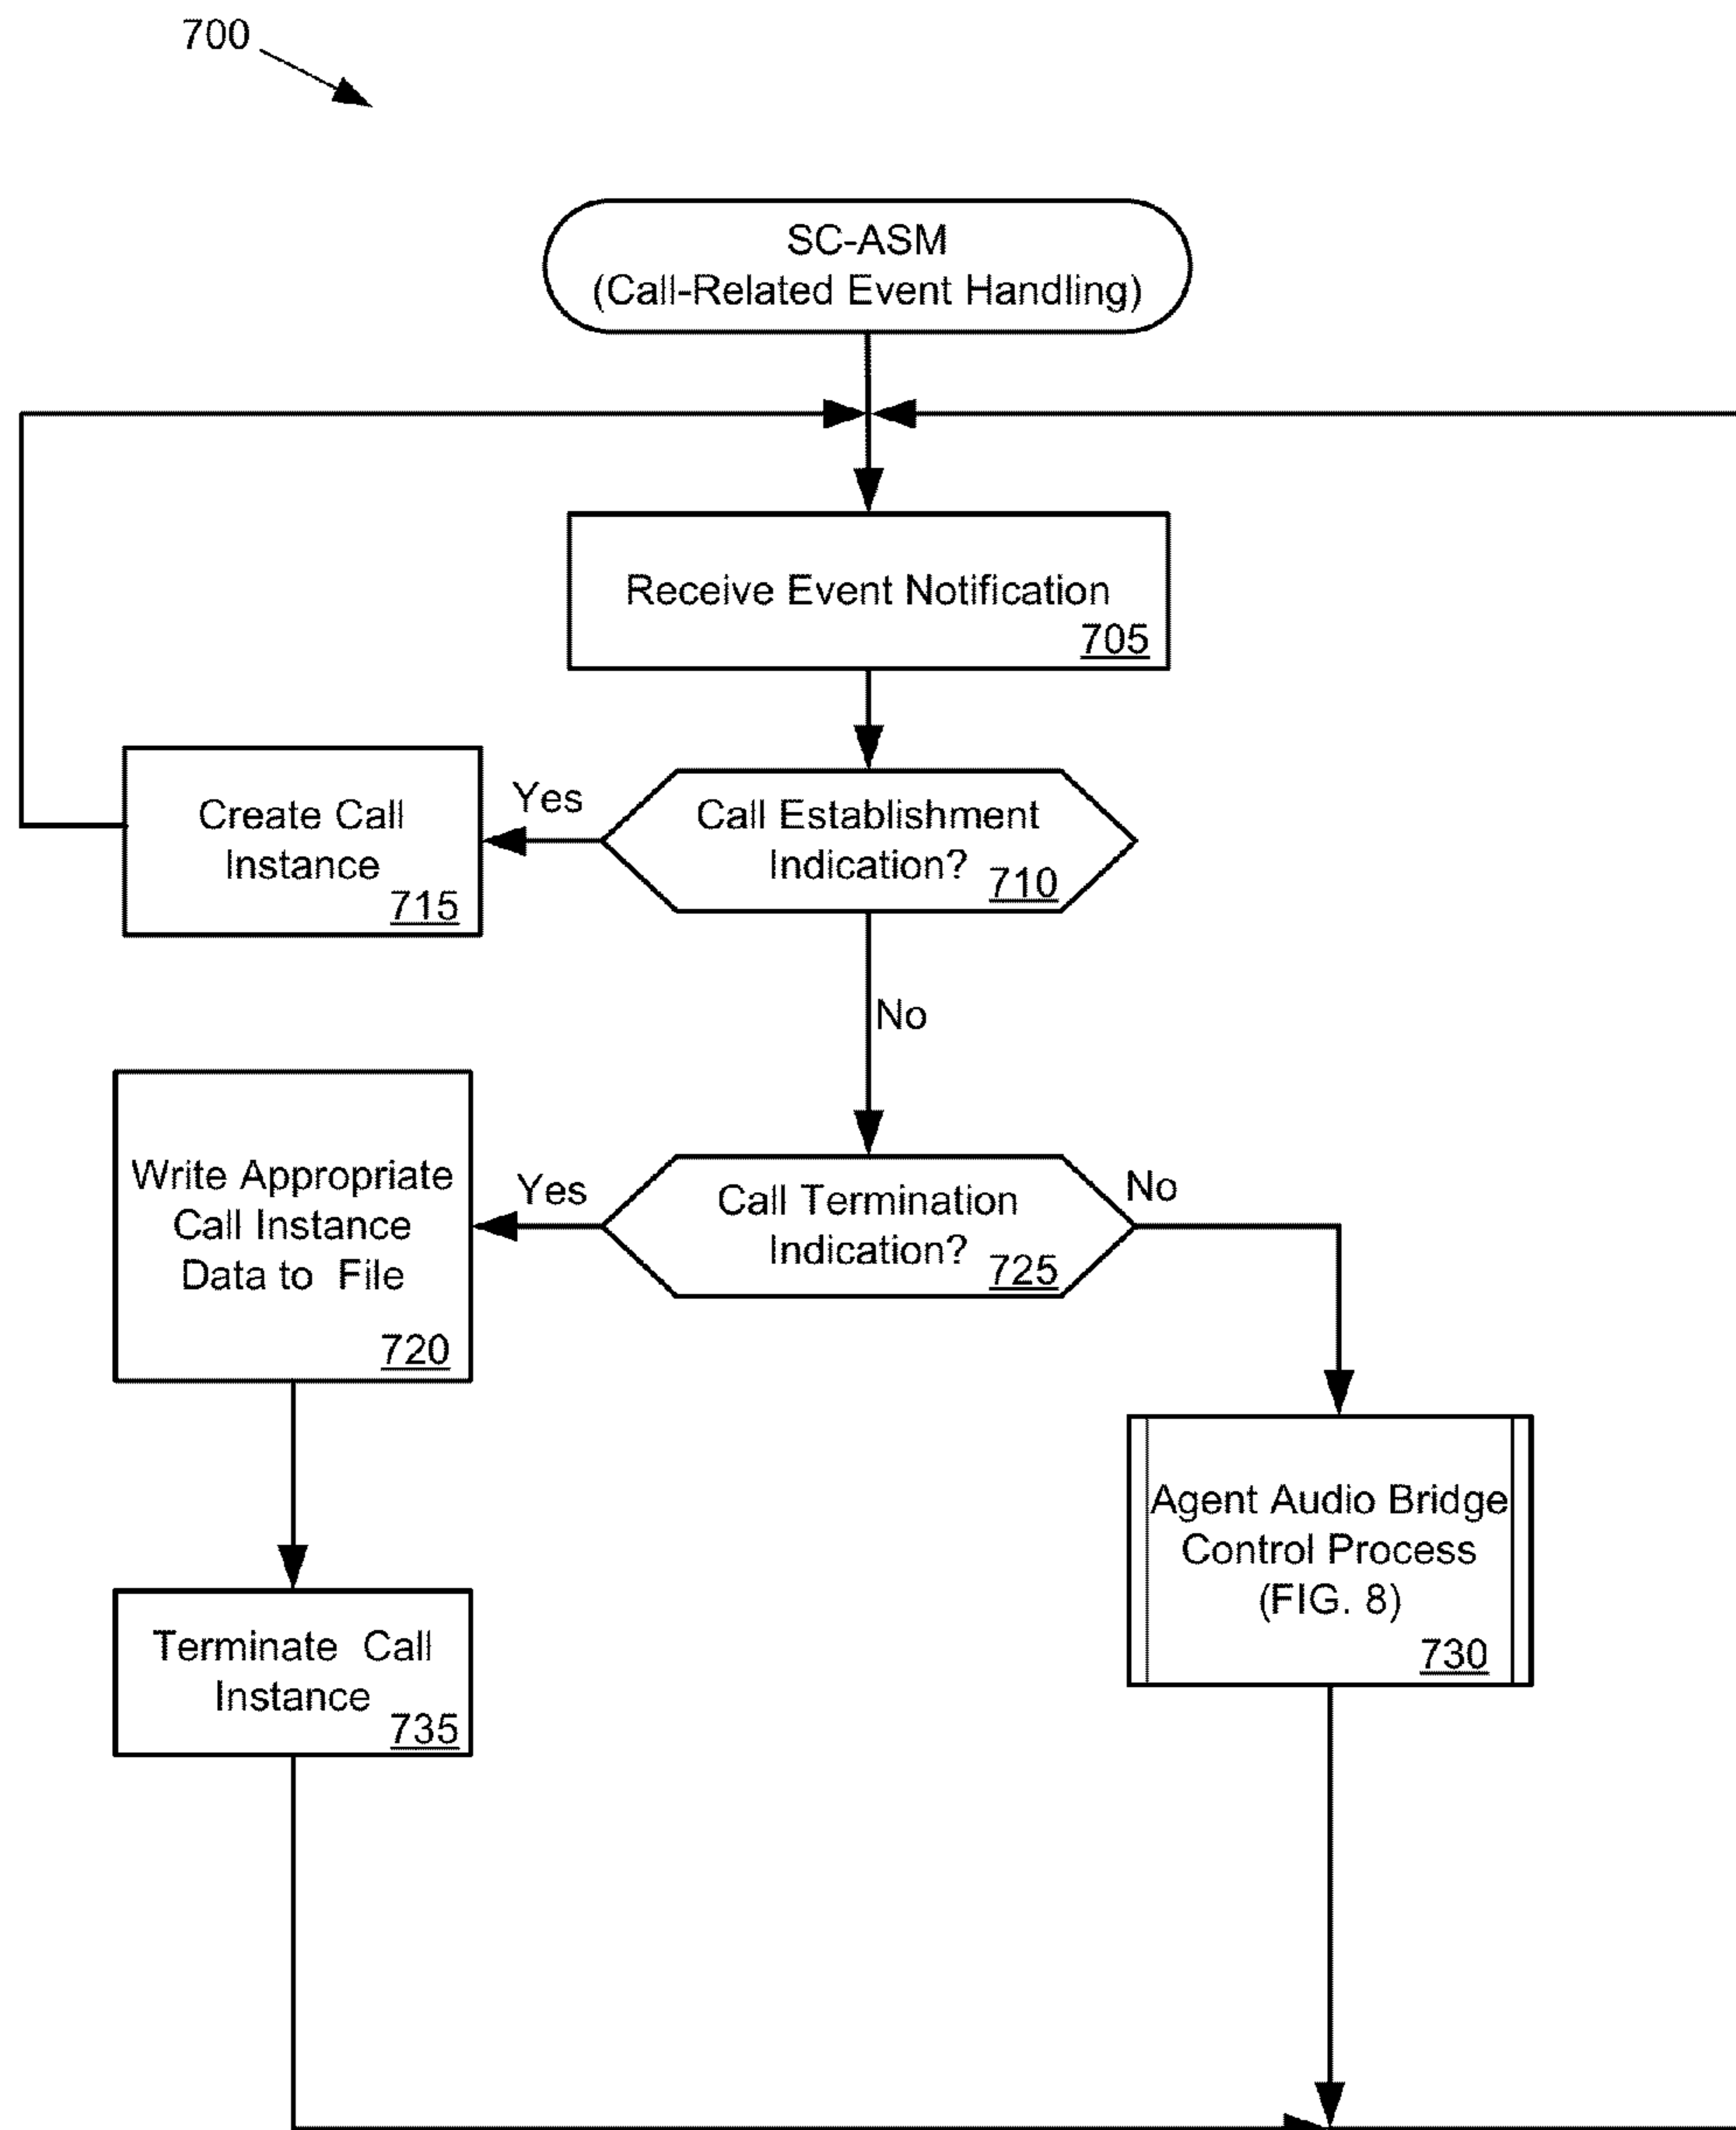 700
SC-ASM
(Call-Related Event Handling)
Receive Event Notification
705
Create Call
Instance
715
Yes
Call Establishment
Indication?
710
No
Write Appropriate
Call Instance
Data to File
720
Yes
Call Termination
Indication?
725
No
Agent Audio Bridge
Control Process
(FIG. 8)
730
Terminate Call
Instance
735